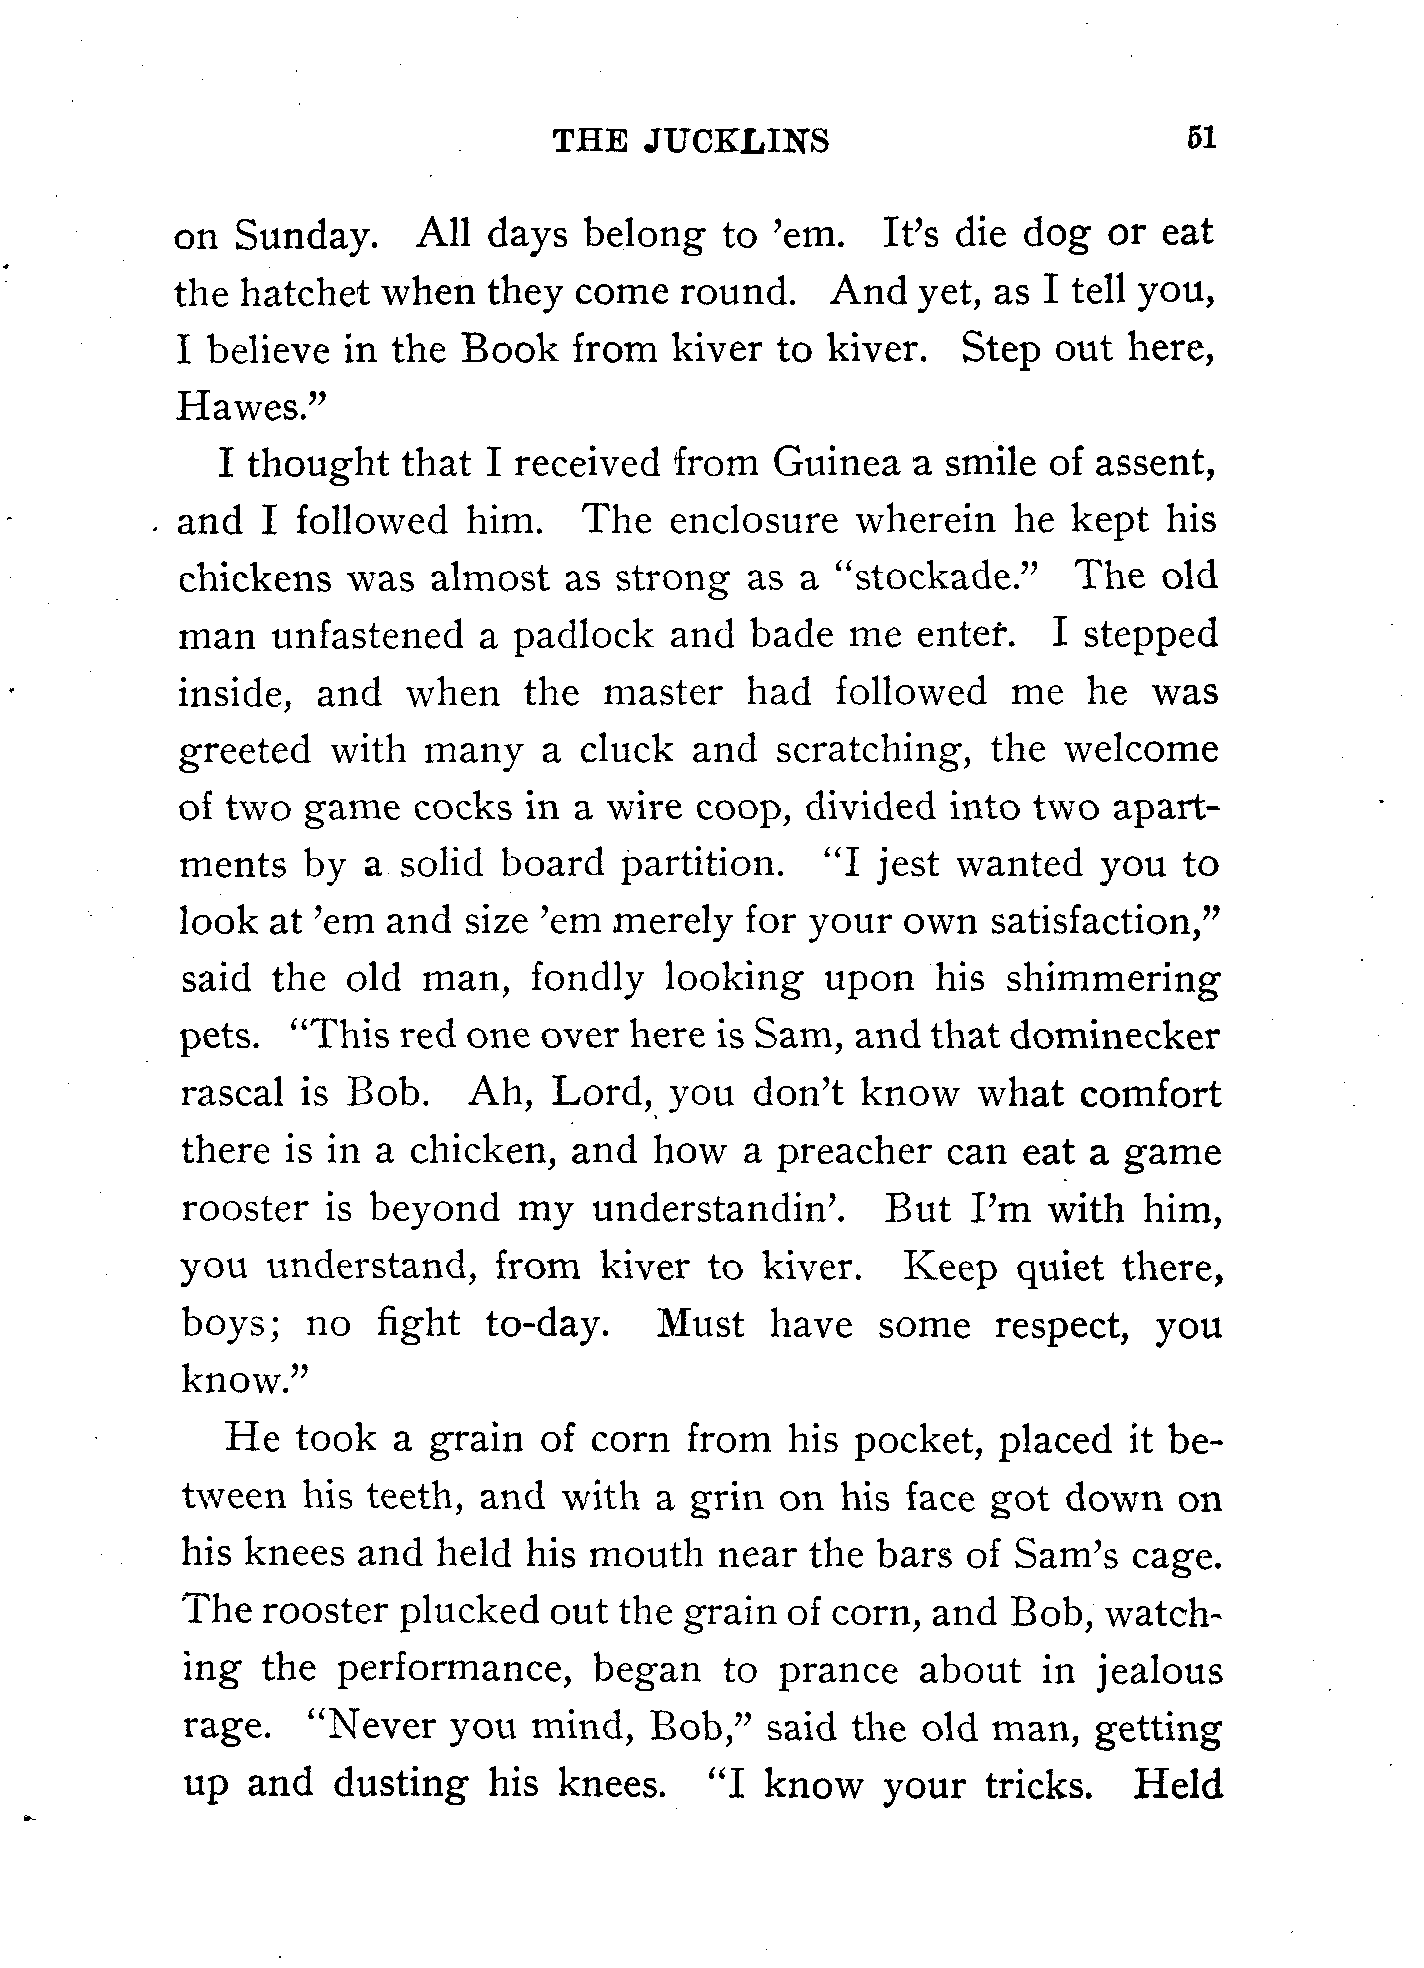 THE JUCKLINS 51
on Sunday. All days belong to ’em. It’s die dog or eat
the hatchet when they come round. And yet, as I tell you,
I believe in the Book from kiver to kiver. Step out here,
Hawes.”
I thought that I received from Guinea a smile of assent,
and I followed him. The enclosure wherein he kept his
chickens was almost as strong as a “stockade.” The old
man unfastened a padlock and bade me enter. I stepped
inside, and when the master had followed me he was
greeted with many a cluck and scratching, the welcome
of two game cocks in a wire coop, divided into two apart-
ments by a solid board partition. “I jest wanted you to
look at ’em and size ’em merely for your own satisfaction,”
said the old man, fondly looking upon his shimmering
pets. “This red one over here is Sam, and that dominecker
rascal is Bob. Ah, Lord, you don’t know what comfort
there is in a chicken, and how a preacher can eat a game
rooster is beyond my understandin’. But I’m with him,
you understand, from kiver to kiver. Keep quiet there,
boys; no fight to-day. Must have some respect, you
know.”
He took a grain of corn from his pocket, placed it be-
tween his teeth, and with a grin on his face got down on
his knees and held his mouth near the bars of Sam’s cage.
The rooster plucked out the grain of corn, and Bob, watch-
ing the performance, began to prance about in jealous
rage. “Never you mind, Bob,” said the old man, getting
up and dusting his knees. “I know your tricks. Held